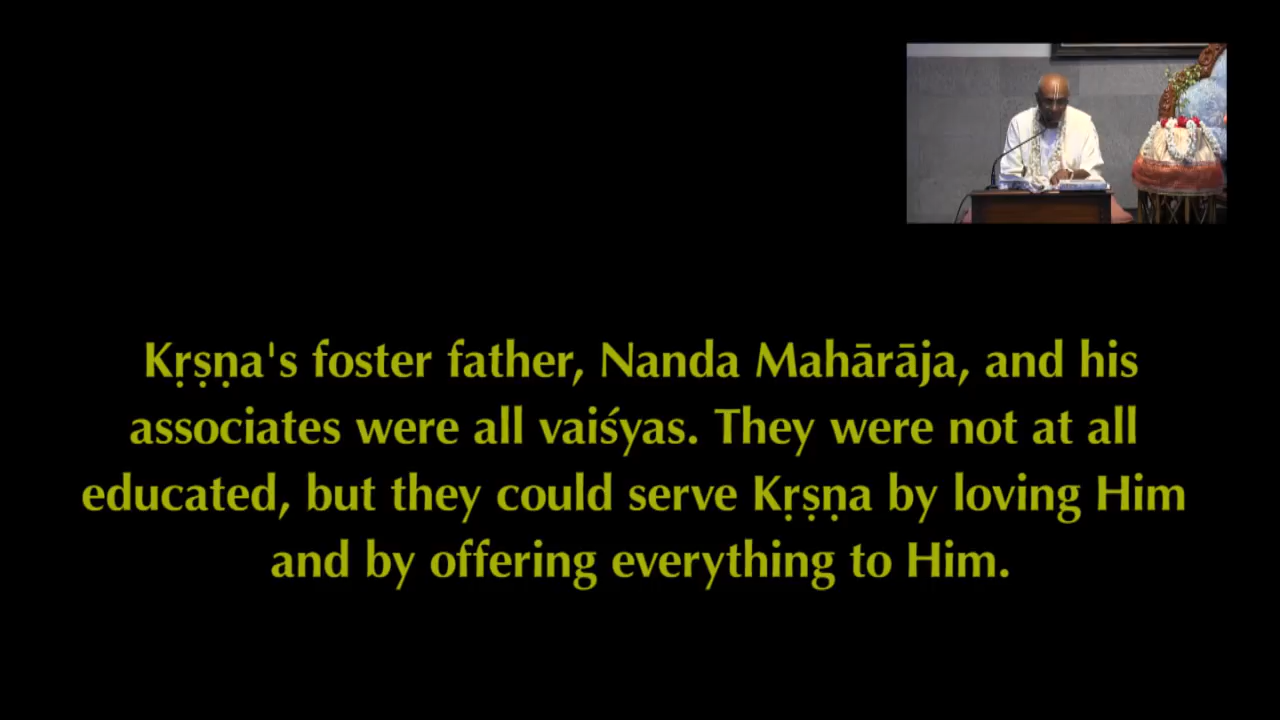 Kṛṣṇa's foster father, Nanda Mahārāja, and his
associates were all vaiśyas. They were not at all
educated, but they could serve Kṛṣṇa by loving Him
and by offering everything to Him.